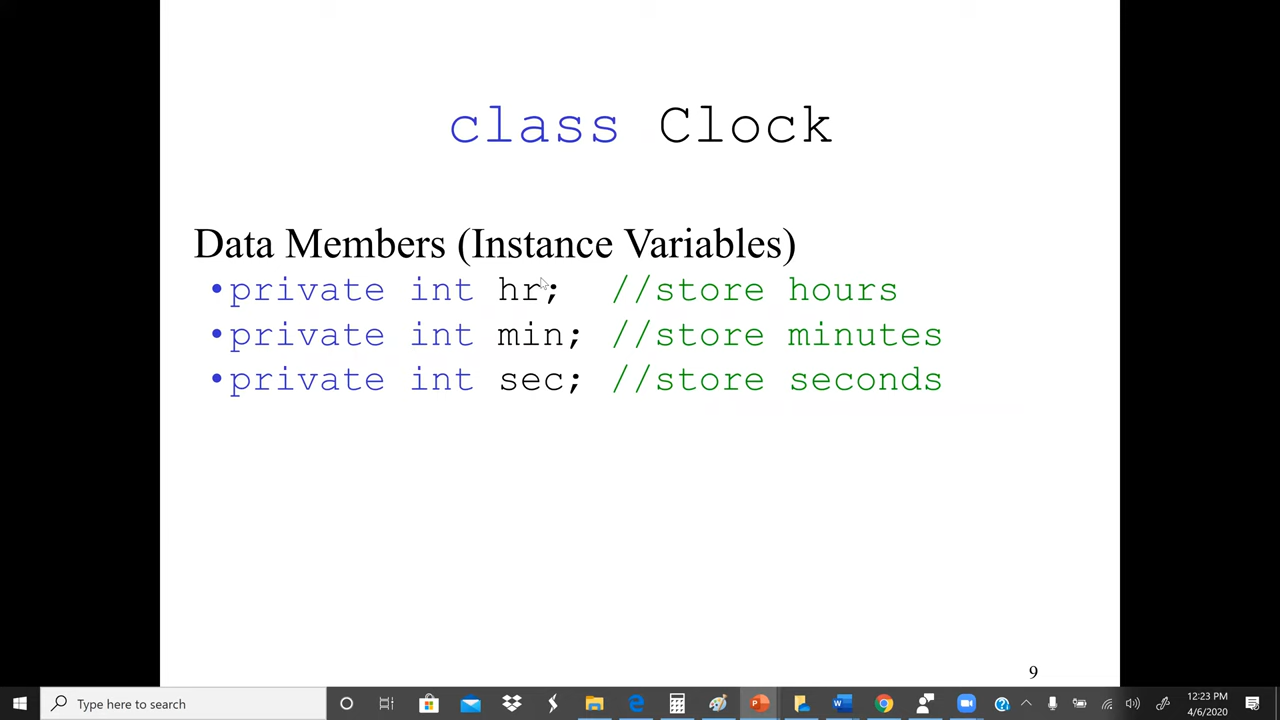 class Clock
Data Members (Instance Variables)
•private int hr; //store hours
•private int min; //store minutes
•private int sec; //store seconds
9
Type here to search
12:23 PM
4/6/2020